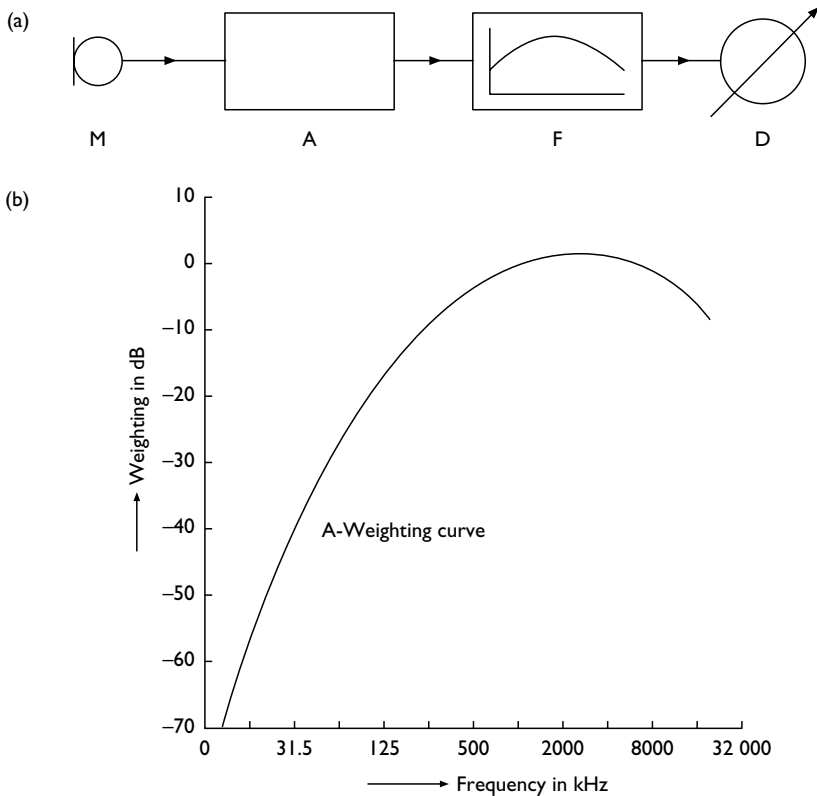 (a)
M A F D
(b)
10
0
–10
–20
–30
–40
–50
–60
–70
Weighting in dB
A-Weighting curve
0 31.5 125 500 2000 8000 32 000
Frequency in kHz